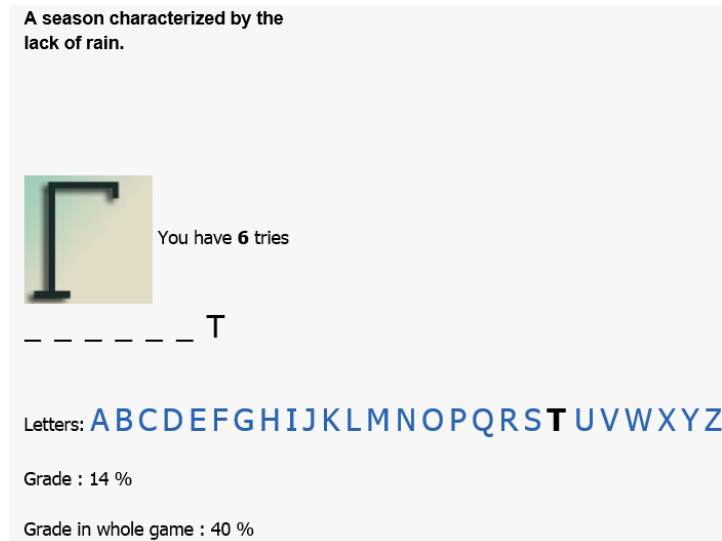 A season characterized by the
lack of rain.
You have 6 tries
_ _ _ _ _ _ T
Letters: A B C D E F G H I J K L M N O P Q R S T U V W X Y Z
Grade : 14 %
Grade in whole game : 40 %